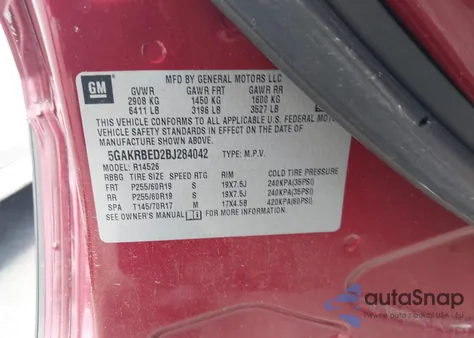 GM
MFD BY GENERAL MOTORS LLC
GVWR GAWR FRT GAWR RR
2908 KG 1450 KG 1600 KG
6411 LB 3196 LB 3527 LB
THIS VEHICLE CONFORMS TO ALL APPLICABLE U.S. FEDERAL MOTOR
VEHICLE SAFETY STANDARDS IN EFFECT ON THE DATE OF
MANUFACTURE SHOWN ABOVE.
5GAKRBED2BJ284042 TYPE: M.P.V.
MODEL: R14526
RBBG TIRE SIZE SPEED RTG RIM COLD TIRE PRESSURE
FRT P255/60R19 S 19X7.5J 240KPA(35PSI)
RR P255/60R19 S 19X7.5J 240KPA(35PSI)
SPA T145/70R17 M 17X4.5B 420KPA(60PSI)
SEE OWNER'S MANUAL FOR MORE INFORMATION.
autoSnap